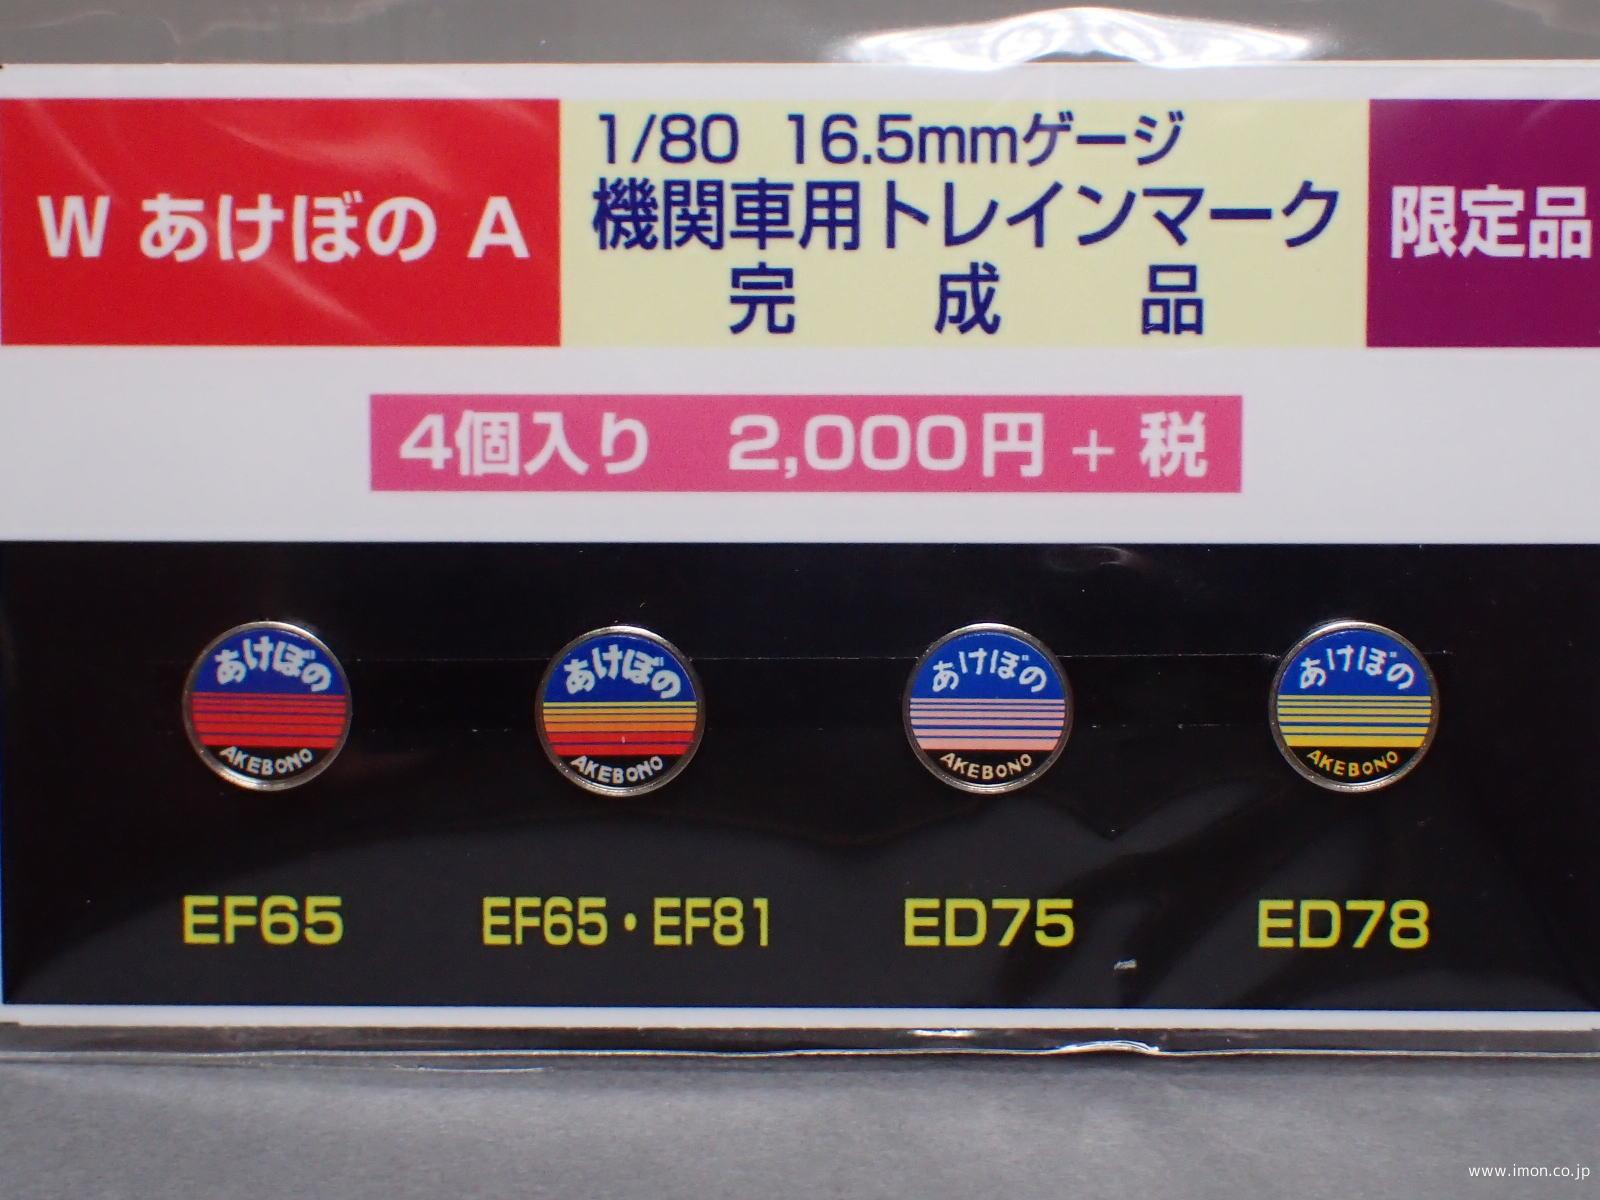 W あけぼの A
1/80 16.5mmゲージ
機関車用トレインマーク
完成品
限定品
4個入り 2,000円 + 税
あけぼの
AKEBONO
あけぼの
AKEBONO
あけぼの
AKEBONO
あけぼの
AKEBONO
EF65
EF65・EF81
ED75
ED78
www.imon.co.jp